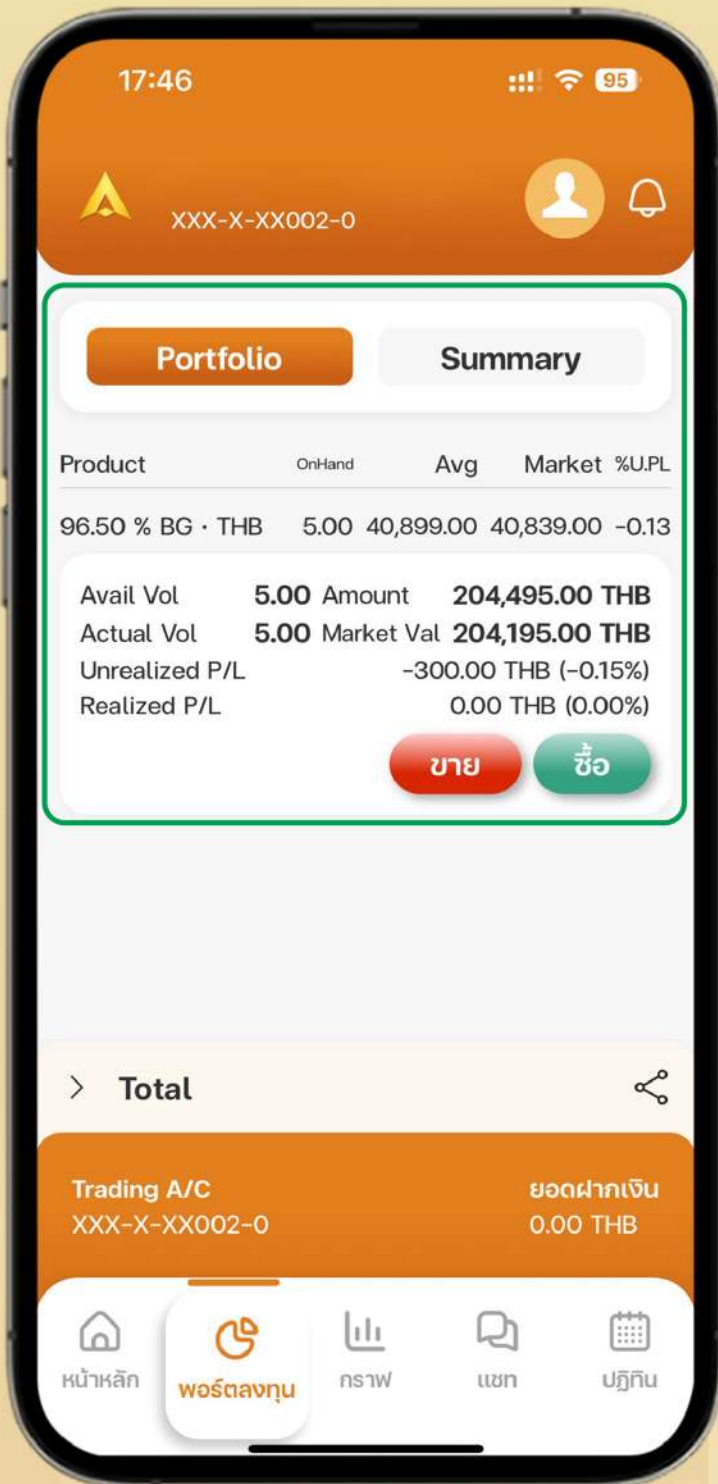 17:46 95
XXX-X-XX002-0
Portfolio Summary
Product OnHand Avg Market %U.PL
96.50 % BG · THB 5.00 40,899.00 40,839.00 -0.13
Avail Vol 5.00 Amount 204,495.00 THB
Actual Vol 5.00 Market Val 204,195.00 THB
Unrealized P/L -300.00 THB (-0.15%)
Realized P/L 0.00 THB (0.00%)
ขาย ซื้อ
> Total
Trading A/C ยอดฝากเงิน
XXX-X-XX002-0 0.00 THB
หน้าหลัก พอร์ตลงทุน กราฟ แชท ปฏิทิน